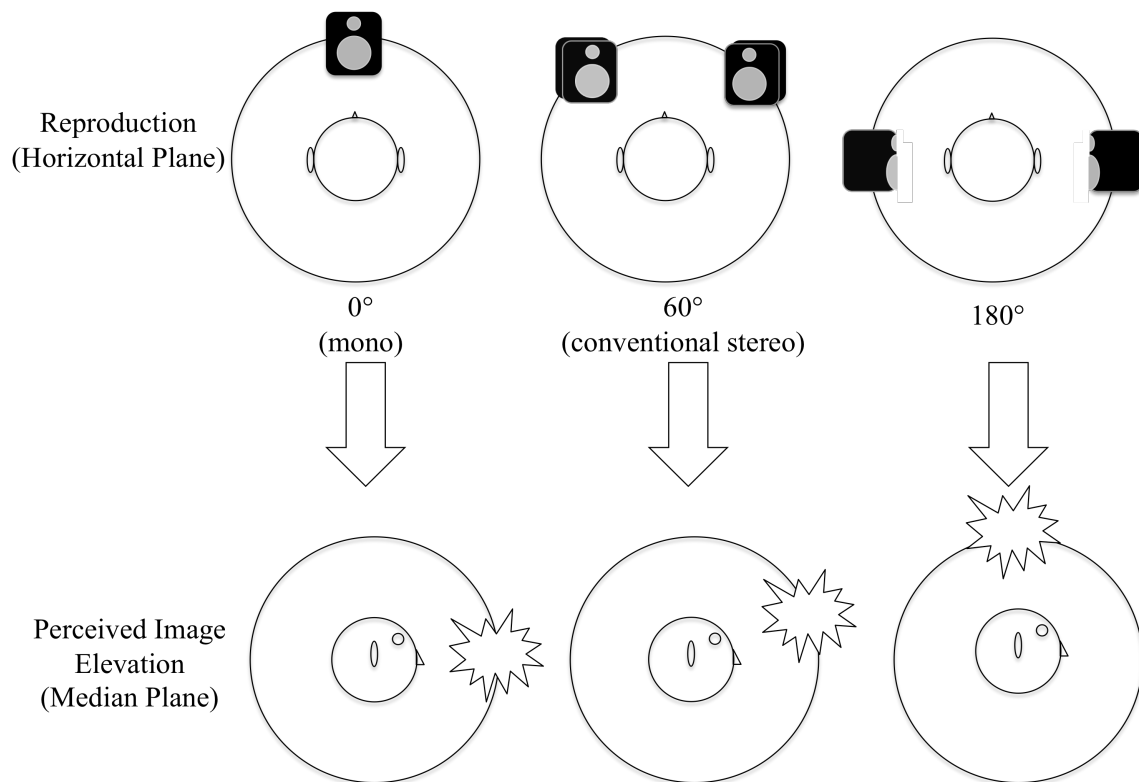 Reproduction
(Horizontal Plane)
0°
(mono)
60°
(conventional stereo)
180°
Perceived Image
Elevation
(Median Plane)